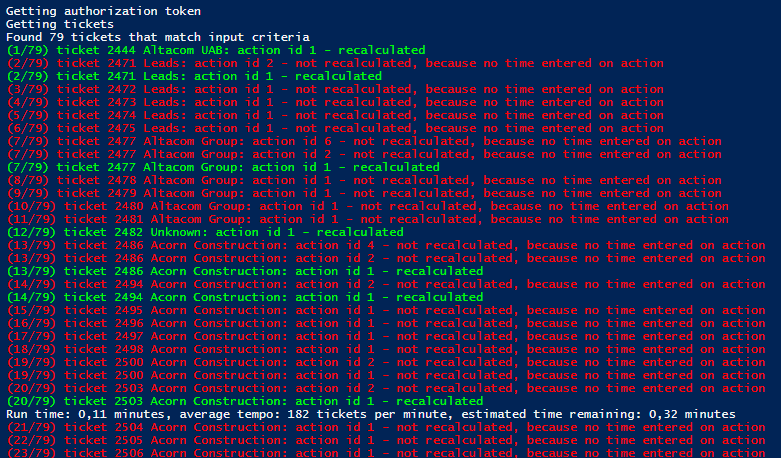 Getting authorization token
Getting tickets
Found 79 tickets that match input criteria
(1/79) ticket 2444 Altacom UAB: action id 1 - recalculated
(2/79) ticket 2471 Leads: action id 2 - not recalculated, because no time entered on action
(2/79) ticket 2471 Leads: action id 1 - recalculated
(3/79) ticket 2472 Leads: action id 1 - not recalculated, because no time entered on action
(4/79) ticket 2473 Leads: action id 1 - not recalculated, because no time entered on action
(5/79) ticket 2474 Leads: action id 1 - not recalculated, because no time entered on action
(6/79) ticket 2475 Leads: action id 1 - not recalculated, because no time entered on action
(7/79) ticket 2477 Altacom Group: action id 6 - not recalculated, because no time entered on action
(7/79) ticket 2477 Altacom Group: action id 2 - not recalculated, because no time entered on action
(7/79) ticket 2477 Altacom Group: action id 1 - recalculated
(8/79) ticket 2478 Altacom Group: action id 1 - not recalculated, because no time entered on action
(9/79) ticket 2479 Altacom Group: action id 1 - not recalculated, because no time entered on action
(10/79) ticket 2480 Altacom Group: action id 1 - not recalculated, because no time entered on action
(11/79) ticket 2481 Altacom Group: action id 1 - not recalculated, because no time entered on action
(12/79) ticket 2482 Unknown: action id 1 - recalculated
(13/79) ticket 2486 Acorn Construction: action id 4 - not recalculated, because no time entered on action
(13/79) ticket 2486 Acorn Construction: action id 2 - not recalculated, because no time entered on action
(13/79) ticket 2486 Acorn Construction: action id 1 - recalculated
(14/79) ticket 2494 Acorn Construction: action id 2 - not recalculated, because no time entered on action
(14/79) ticket 2494 Acorn Construction: action id 1 - recalculated
(15/79) ticket 2495 Acorn Construction: action id 1 - not recalculated, because no time entered on action
(16/79) ticket 2496 Acorn Construction: action id 1 - not recalculated, because no time entered on action
(17/79) ticket 2497 Acorn Construction: action id 1 - not recalculated, because no time entered on action
(18/79) ticket 2498 Acorn Construction: action id 1 - not recalculated, because no time entered on action
(19/79) ticket 2500 Acorn Construction: action id 2 - not recalculated, because no time entered on action
(19/79) ticket 2500 Acorn Construction: action id 1 - not recalculated, because no time entered on action
(20/79) ticket 2503 Acorn Construction: action id 2 - not recalculated, because no time entered on action
(20/79) ticket 2503 Acorn Construction: action id 1 - recalculated
Run time: 0,11 minutes, average tempo: 182 tickets per minute, estimated time remaining: 0,32 minutes
(21/79) ticket 2504 Acorn Construction: action id 1 - not recalculated, because no time entered on action
(22/79) ticket 2505 Acorn Construction: action id 1 - not recalculated, because no time entered on action
(23/79) ticket 2506 Acorn Construction: action id 1 - not recalculated, because no time entered on action